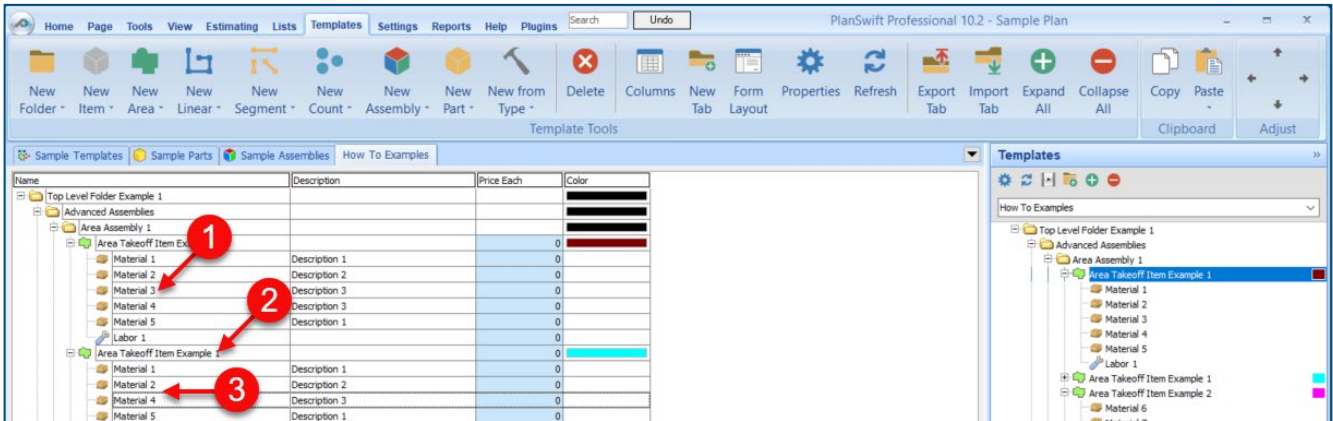 Home Page Tools View Estimating Lists Templates Settings Reports Help Plugins Search Undo PlanSwift Professional 10.2 - Sample Plan
New Folder New Item New Area New Linear New Segment New Count New Assembly New Part New from Type Delete Columns New Tab Form Layout Properties Refresh Export Tab Import Tab Expand All Collapse All Copy Paste
Template Tools Clipboard Adjust
Sample Templates Sample Parts Sample Assemblies How To Examples
Name Description Price Each Color
Top Level Folder Example 1
Advanced Assemblies
Area Assembly 1
Area Takeoff Item Ex 0
1
Material 1 Description 1 0
Material 2 Description 2 0
Material 3 Description 3 0
Material 4 Description 3 0
2
Material 5 Description 1 0
Labor 1 0
Area Takeoff Item Example 1 0
Material 1 Description 1 0
Material 2 Description 2 0
3
Material 4 Description 3 0
Material 5 Description 1 0
Templates
How To Examples
Top Level Folder Example 1
Advanced Assemblies
Area Assembly 1
Area Takeoff Item Example 1
Material 1
Material 2
Material 3
Material 4
Material 5
Labor 1
Area Takeoff Item Example 1
Area Takeoff Item Example 2
Material 6